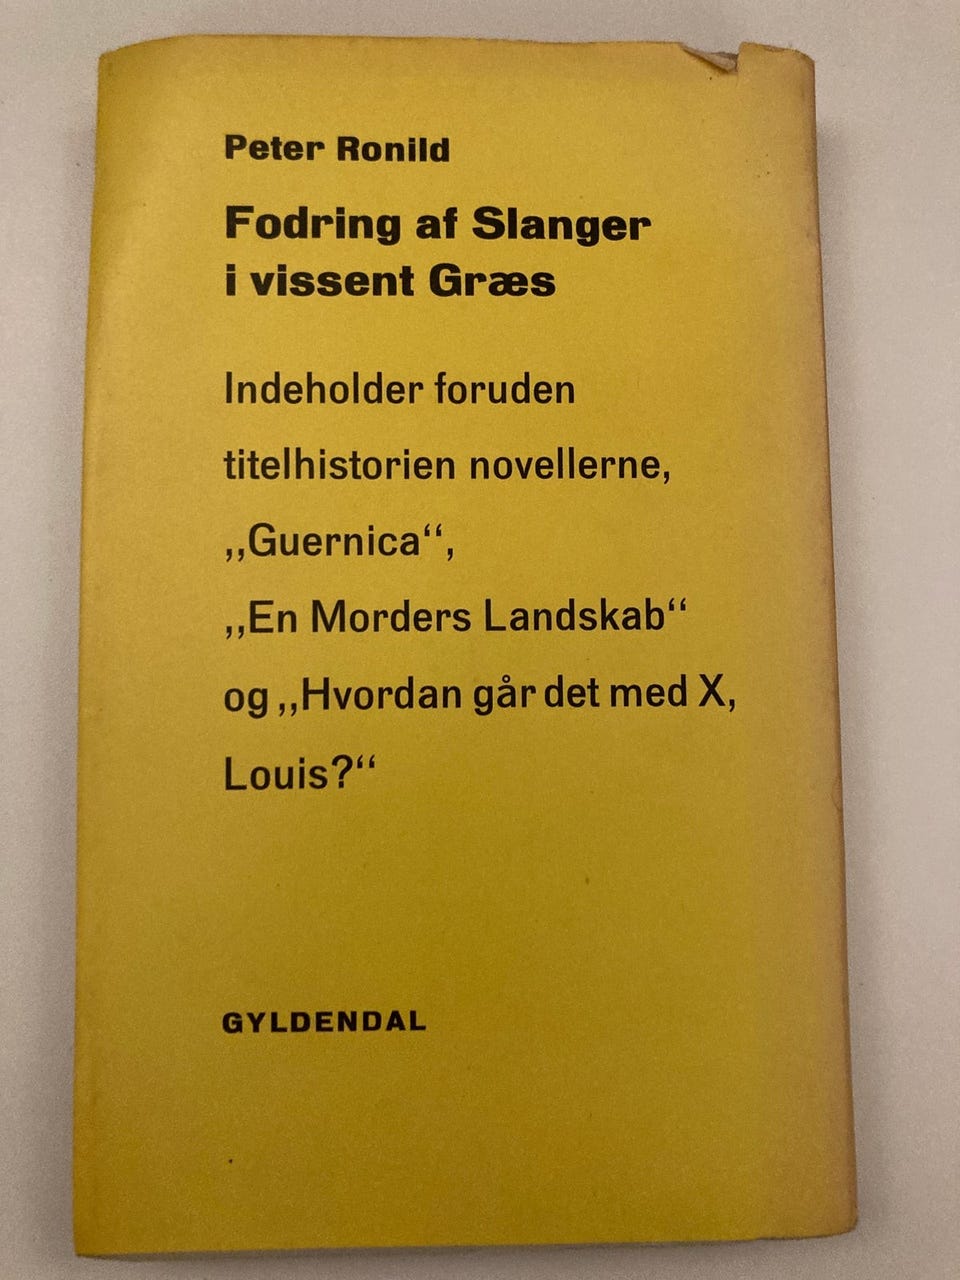 Peter Ronild
Fodring af Slanger
i vissent Græs
Indeholder foruden
titelhistorien novellerne,
„Guernica“,
„En Morders Landskab“
og „Hvordan går det med X,
Louis?“
GYLDENDAL